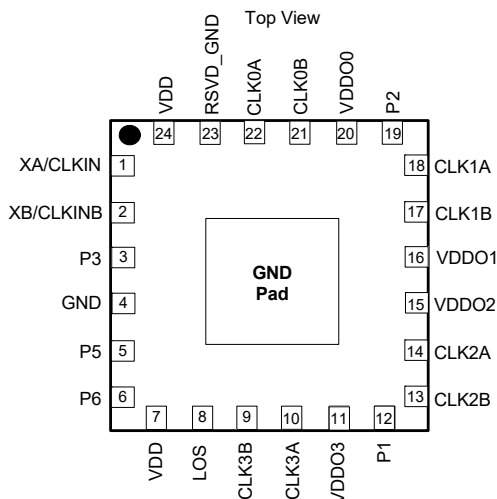 Top View
VDD
RSVD_GND
CLK0A
CLK0B
VDDO0
P2
24
23
22
21
20
19
XA/CLKIN
1
18
CLK1A
XB/CLKINB
2
17
CLK1B
P3
3
16
VDDO1
GND
4
15
VDDO2
P5
5
14
CLK2A
P6
6
13
CLK2B
GND
Pad
7
8
9
10
11
12
VDD
LOS
CLK3B
CLK3A
VDDO3
P1